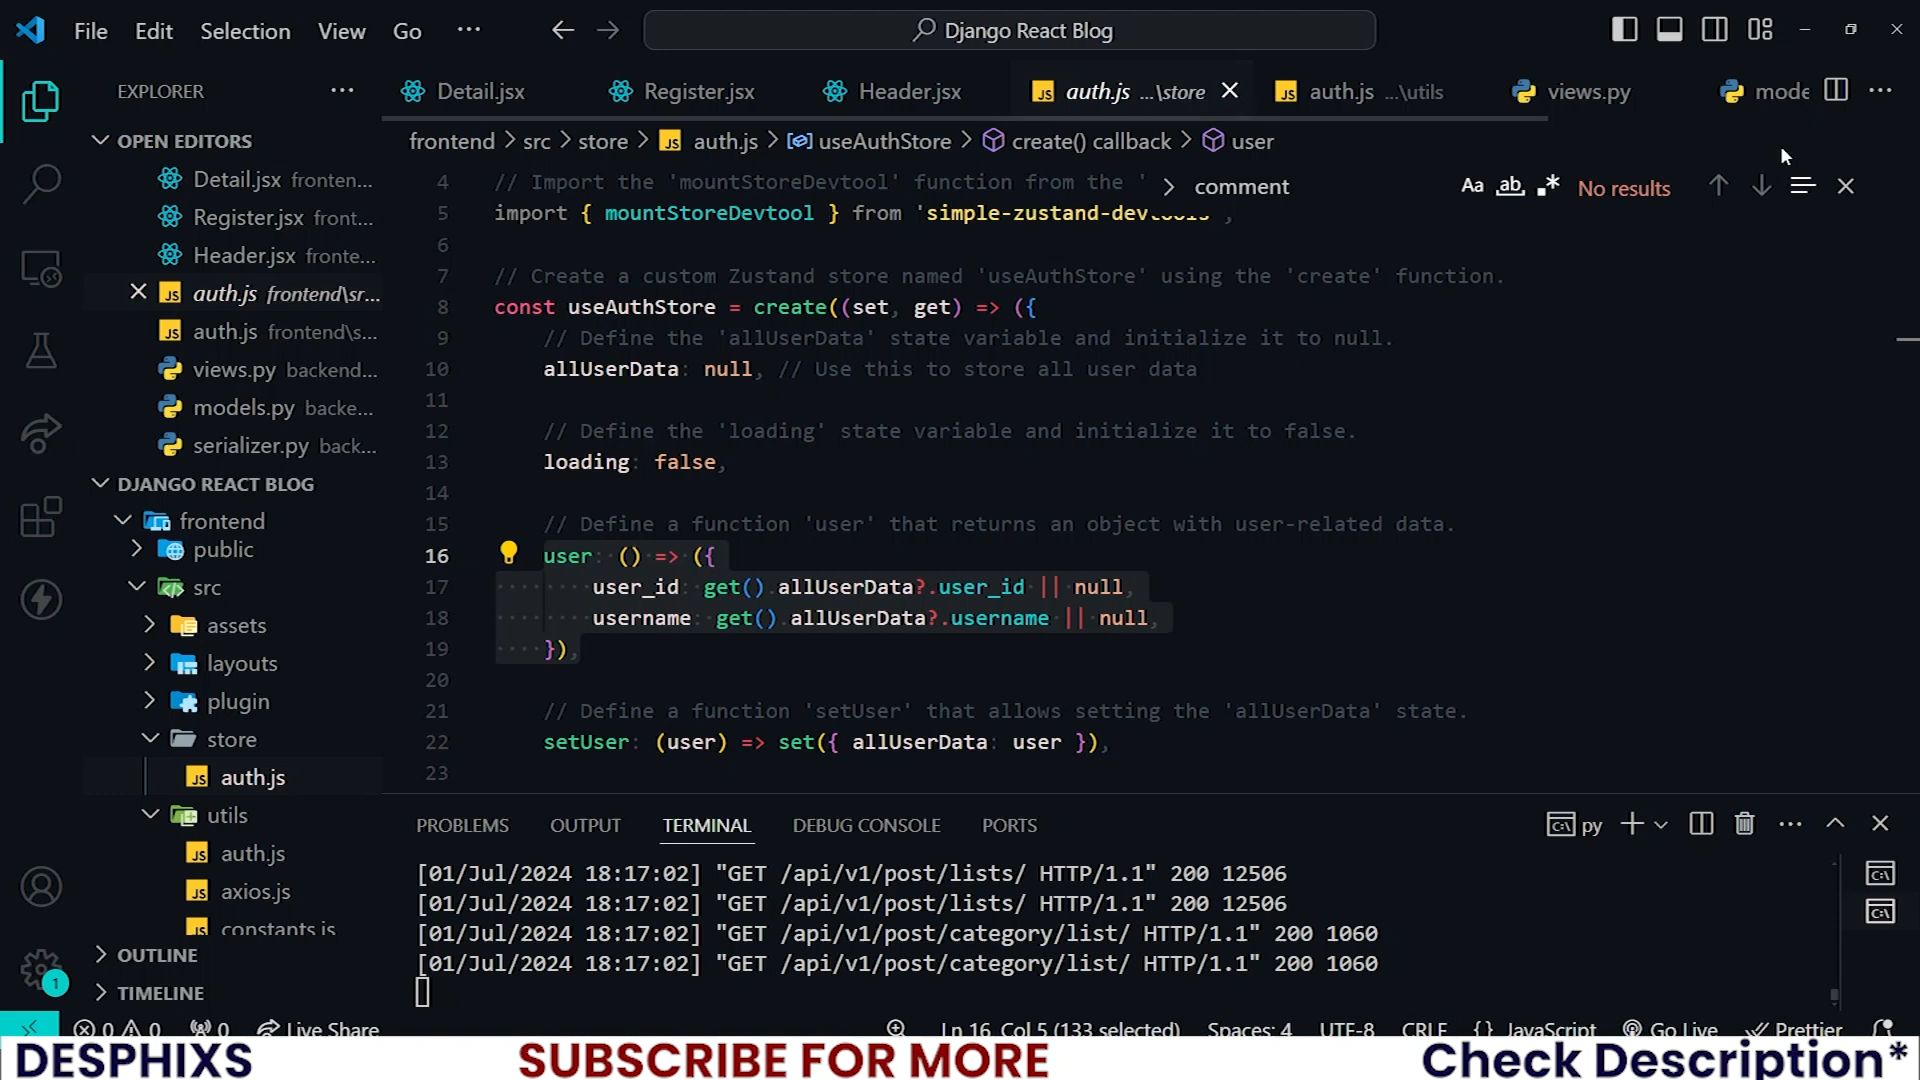 File Edit Selection View Go ...
Django React Blog
EXPLORER
OPEN EDITORS
Detail.jsx fronten...
Register.jsx front...
Header.jsx fronte...
auth.js frontend\sr...
auth.js frontend\s...
views.py backend...
models.py backe...
serializer.py back...
DJANGO REACT BLOG
frontend
public
src
assets
layouts
plugin
store
auth.js
utils
auth.js
axios.js
constants.js
OUTLINE
TIMELINE
Detail.jsx Register.jsx Header.jsx auth.js ...\store auth.js ...\utils views.py mode
frontend > src > store > auth.js > useAuthStore > create() callback > user
comment
Aa ab .* No results
4 // Import the 'mountStoreDevtool' function from the '
5 import { mountStoreDevtool } from 'simple-zustand-devtools';
6
7 // Create a custom Zustand store named 'useAuthStore' using the 'create' function.
8 const useAuthStore = create((set, get) => ({
9 // Define the 'allUserData' state variable and initialize it to null.
10 allUserData: null, // Use this to store all user data
11
12 // Define the 'loading' state variable and initialize it to false.
13 loading: false,
14
15 // Define a function 'user' that returns an object with user-related data.
16 user: () => ({
17 user_id: get().allUserData?.user_id || null,
18 username: get().allUserData?.username || null,
19 }),
20
21 // Define a function 'setUser' that allows setting the 'allUserData' state.
22 setUser: (user) => set({ allUserData: user }),
23
PROBLEMS OUTPUT TERMINAL DEBUG CONSOLE PORTS
py
[01/Jul/2024 18:17:02] "GET /api/v1/post/lists/ HTTP/1.1" 200 12506
[01/Jul/2024 18:17:02] "GET /api/v1/post/lists/ HTTP/1.1" 200 12506
[01/Jul/2024 18:17:02] "GET /api/v1/post/category/list/ HTTP/1.1" 200 1060
[01/Jul/2024 18:17:02] "GET /api/v1/post/category/list/ HTTP/1.1" 200 1060
1
0 0 0 Live Share Ln 16, Col 5 (133 selected) Spaces: 4 UTF-8 CRLF {} JavaScript Go Live Prettier
DESPHIXS SUBSCRIBE FOR MORE Check Description*